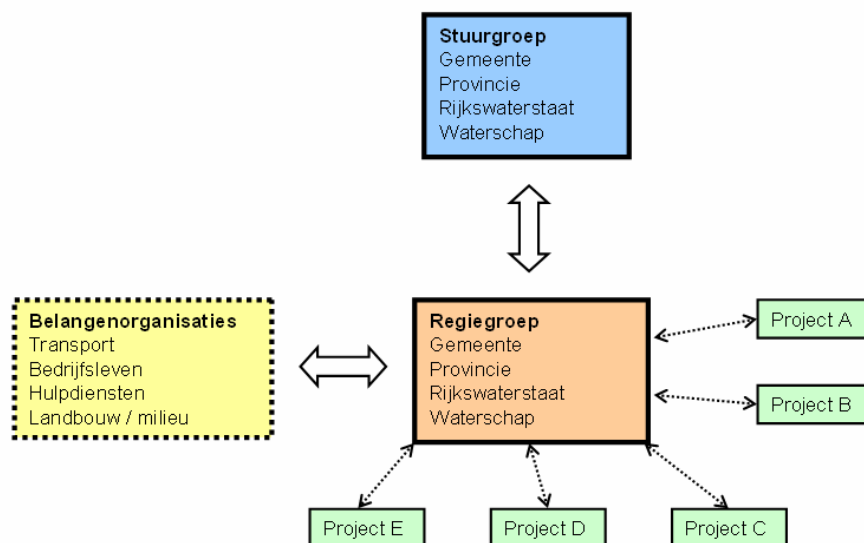 Stuurgroep
Gemeente
Provincie
Rijkswaterstaat
Waterschap
Belangenorganisaties
Transport
Bedrijfsleven
Hulpdiensten
Landbouw / milieu
Regiegroep
Gemeente
Provincie
Rijkswaterstaat
Waterschap
Project A
Project B
Project E
Project D
Project C